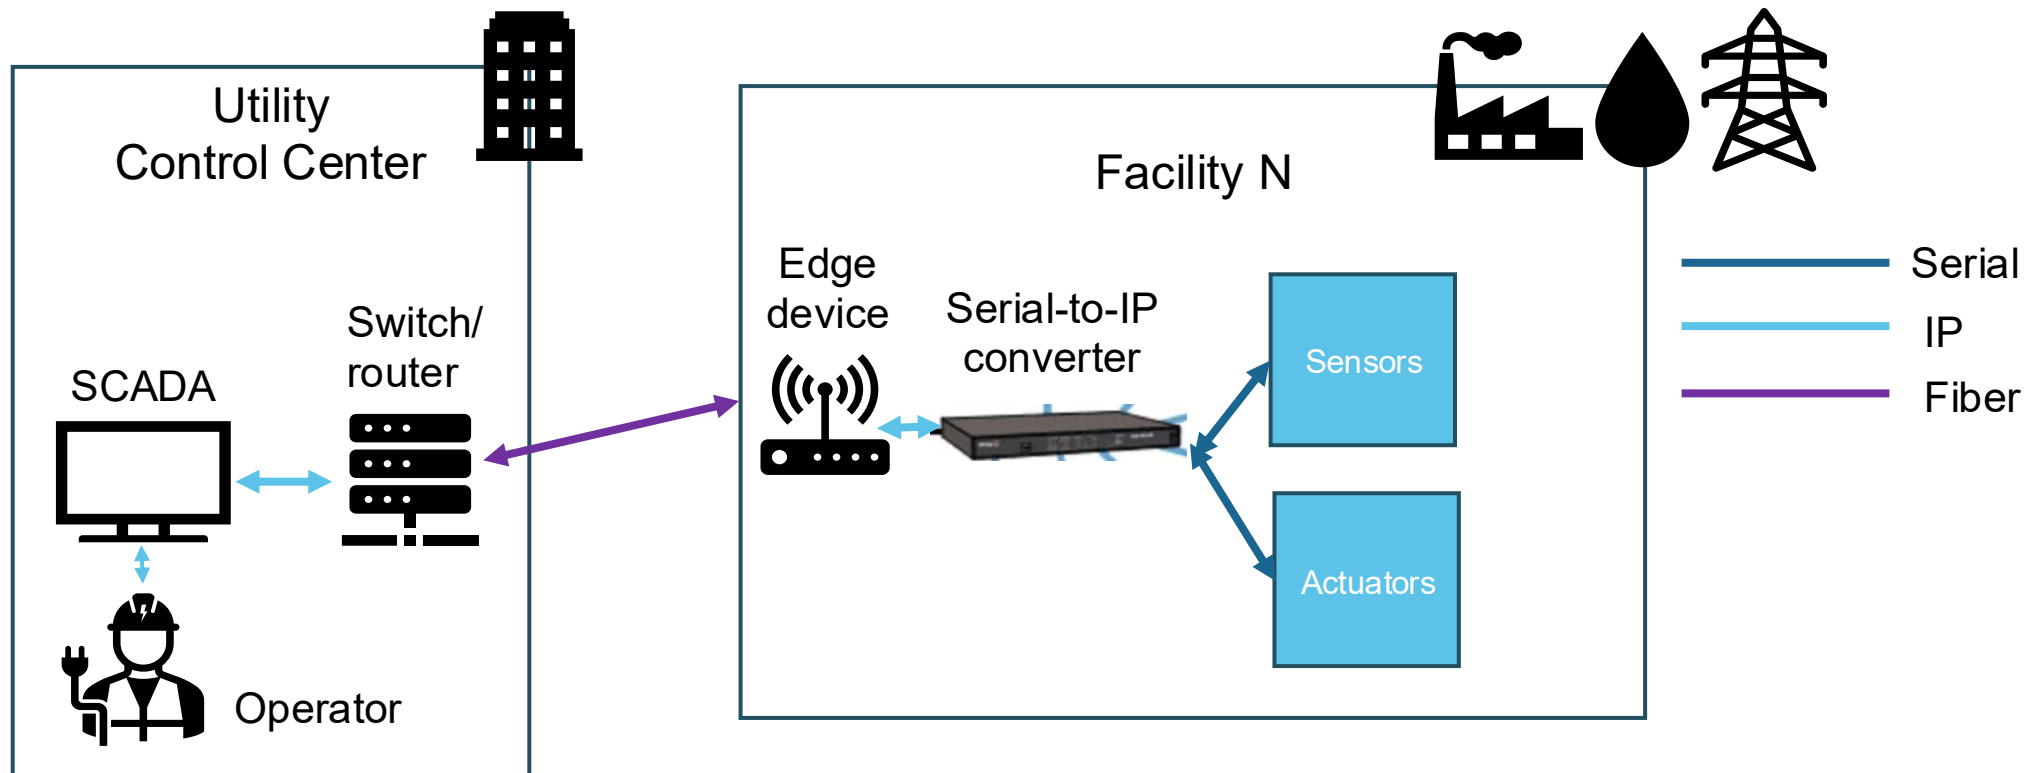 Utility
Control Center
Facility N
Edge
device
Serial-to-IP
converter
Switch/
router
SCADA
Operator
Sensors
Actuators
Serial
IP
Fiber